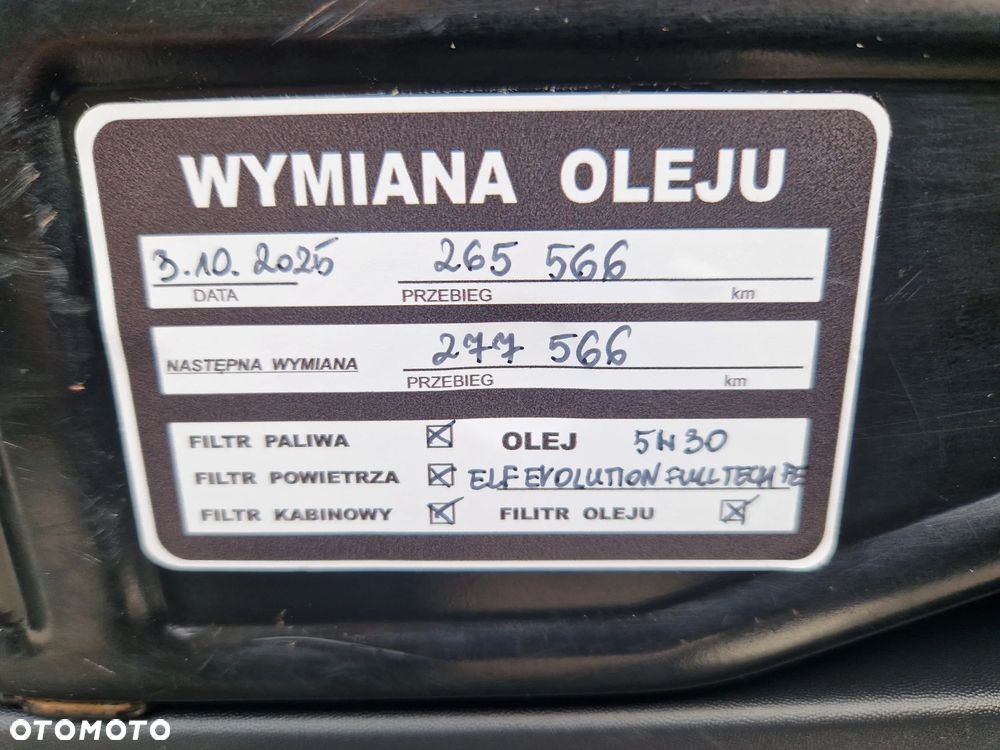 WYMIANA OLEJU
3.10.2025 265 566
DATA PRZEBIEG km
277 566
NASTĘPNA WYMIANA PRZEBIEG km
FILTR PALIWA ☒ OLEJ 5W30
FILTR POWIETRZA ☒ ELF EVOLUTION FULLTECH FE
FILTR KABINOWY ☒ FILITR OLEJU ☒
OTOMOTO